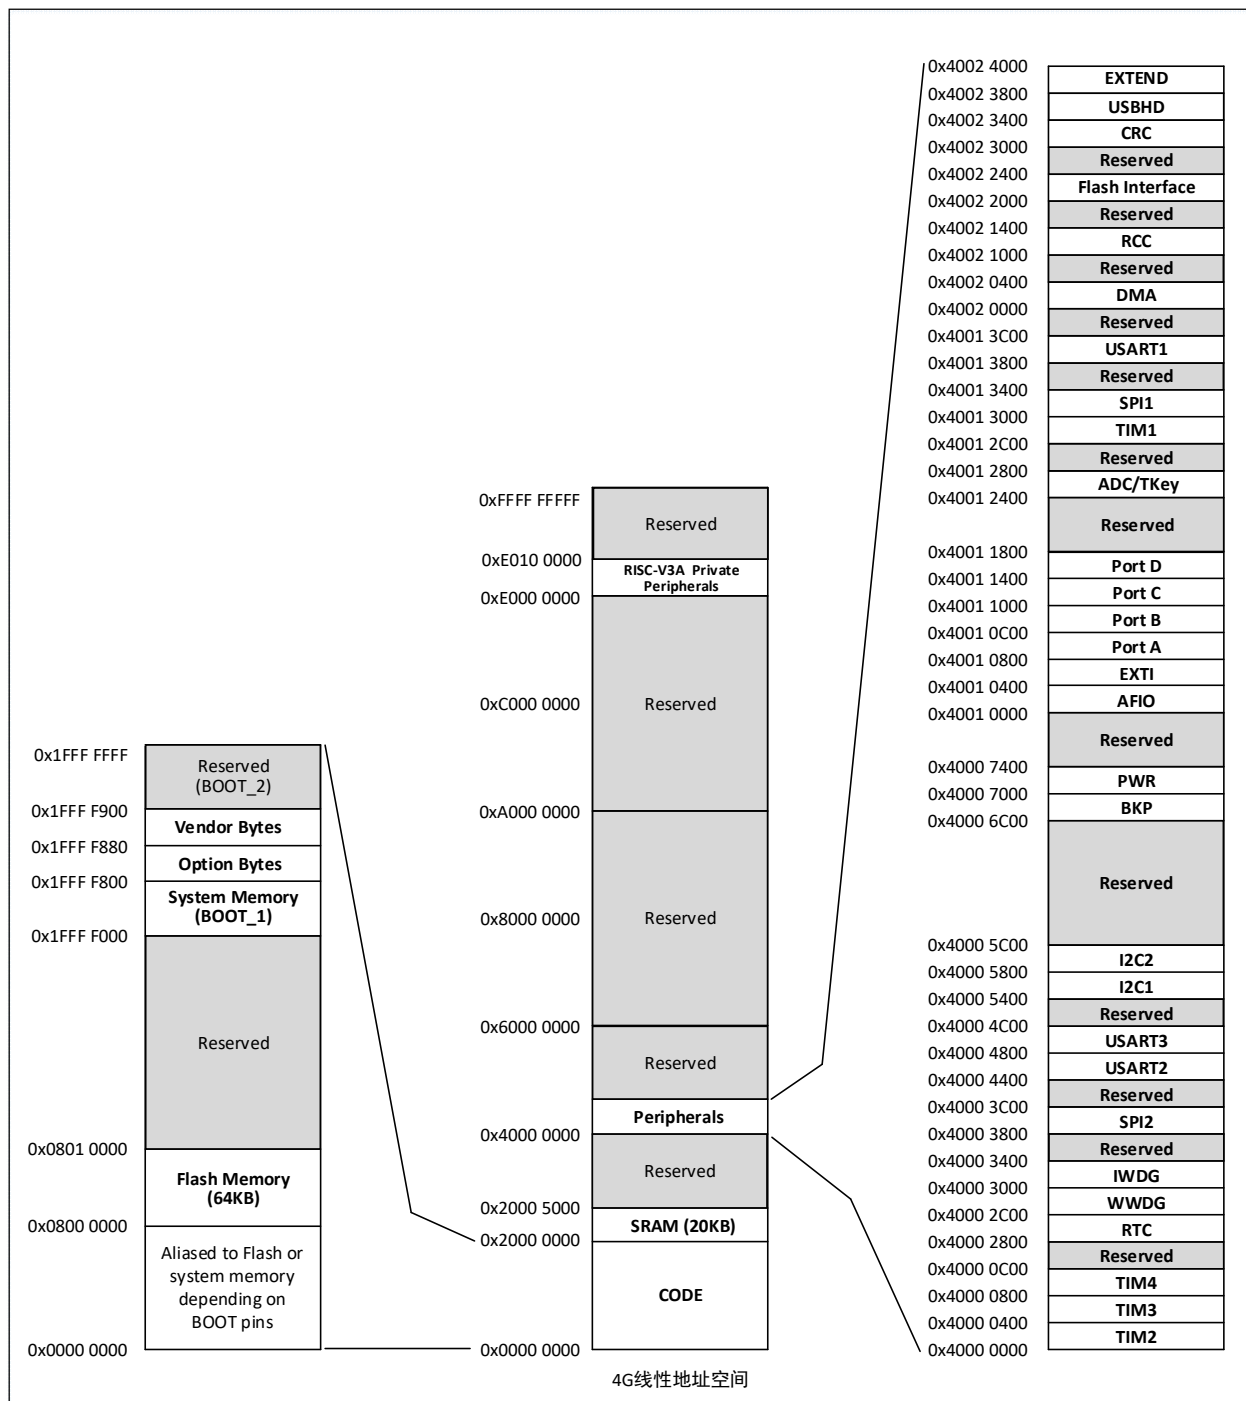 0x1FFF FFFF
Reserved
(BOOT_2)
0x1FFF F900
Vendor Bytes
0x1FFF F880
Option Bytes
0x1FFF F800
System Memory
(BOOT_1)
0x1FFF F000
Reserved
0x0801 0000
Flash Memory
(64KB)
0x0800 0000
Aliased to Flash or
system memory
depending on
BOOT pins
0x0000 0000
0xFFFF FFFFF
Reserved
0xE010 0000
RISC-V3A Private
Peripherals
0xE000 0000
0xC000 0000
Reserved
0xA000 0000
0x8000 0000
Reserved
0x6000 0000
Reserved
Peripherals
0x4000 0000
Reserved
0x2000 5000
SRAM (20KB)
0x2000 0000
CODE
0x0000 0000
4G线性地址空间
0x4002 4000
EXTEND
0x4002 3800
USBHD
0x4002 3400
CRC
0x4002 3000
Reserved
0x4002 2400
Flash Interface
0x4002 2000
Reserved
0x4002 1400
RCC
0x4002 1000
Reserved
0x4002 0400
DMA
0x4002 0000
Reserved
0x4001 3C00
USART1
0x4001 3800
Reserved
0x4001 3400
SPI1
0x4001 3000
TIM1
0x4001 2C00
Reserved
0x4001 2800
ADC/TKey
0x4001 2400
Reserved
0x4001 1800
Port D
0x4001 1400
Port C
0x4001 1000
Port B
0x4001 0C00
Port A
0x4001 0800
EXTI
0x4001 0400
AFIO
0x4001 0000
Reserved
0x4000 7400
PWR
0x4000 7000
BKP
0x4000 6C00
Reserved
0x4000 5C00
I2C2
0x4000 5800
I2C1
0x4000 5400
Reserved
0x4000 4C00
USART3
0x4000 4800
USART2
0x4000 4400
Reserved
0x4000 3C00
SPI2
0x4000 3800
Reserved
0x4000 3400
IWDG
0x4000 3000
WWDG
0x4000 2C00
RTC
0x4000 2800
Reserved
0x4000 0C00
TIM4
0x4000 0800
TIM3
0x4000 0400
TIM2
0x4000 0000